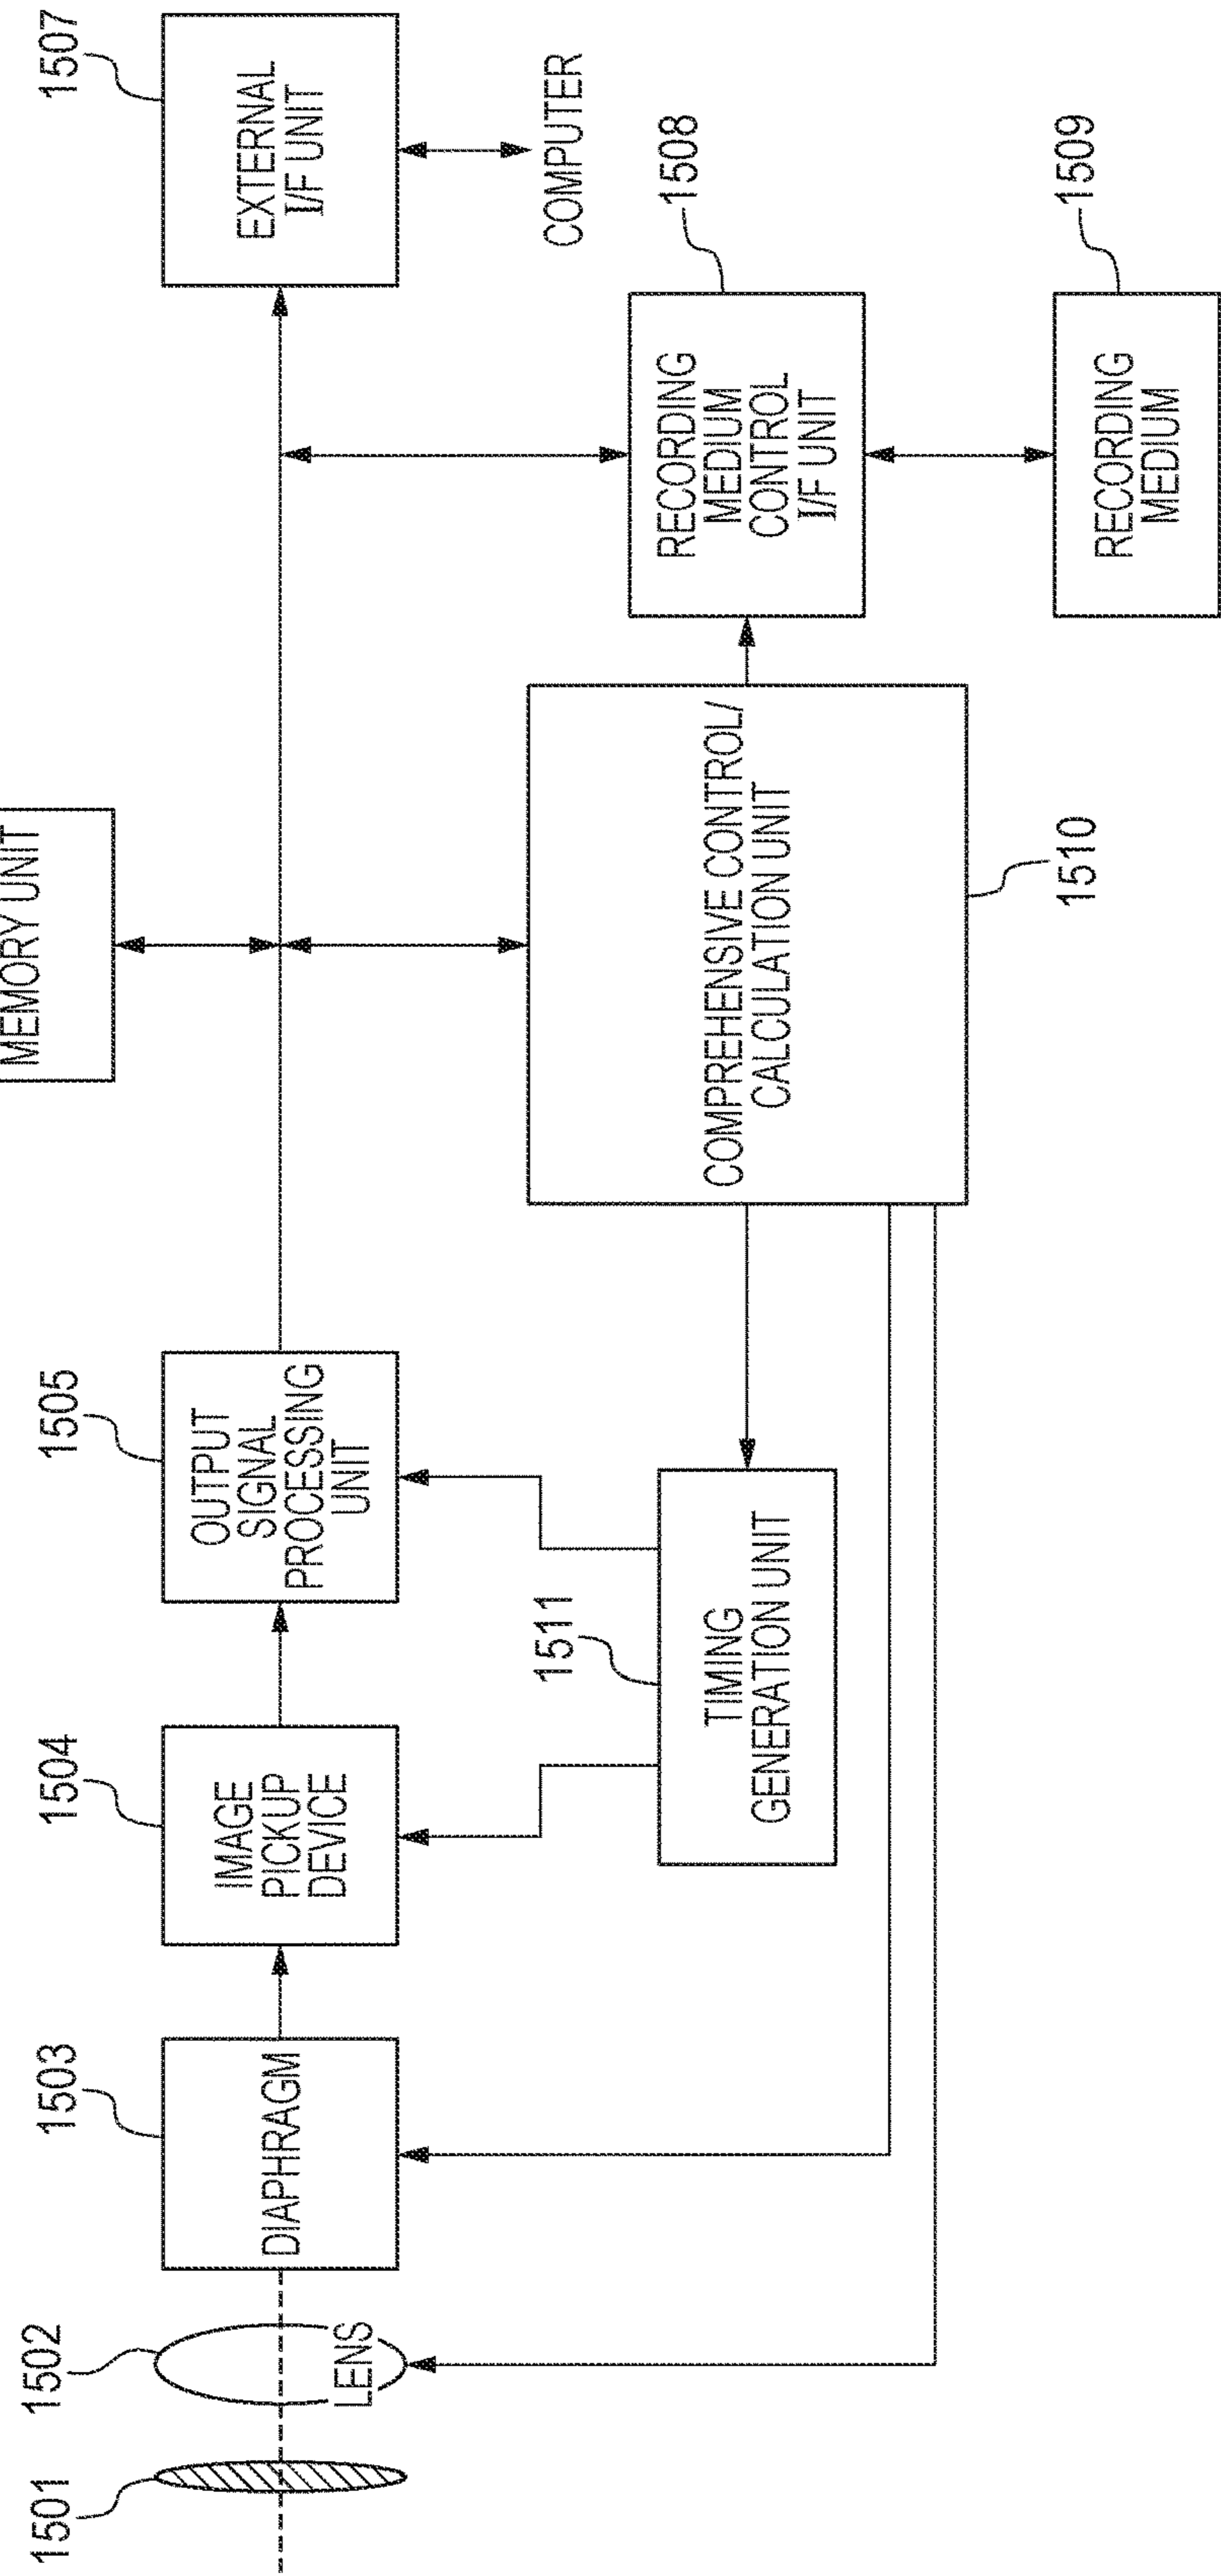 1501
1502
LENS
1503
DIAPHRAGM
1504
IMAGE
PICKUP
DEVICE
1505
OUTPUT
SIGNAL
PROCESSING
UNIT
MEMORY UNIT
1507
EXTERNAL
I/F UNIT
COMPUTER
1511
TIMING
GENERATION UNIT
COMPREHENSIVE CONTROL/
CALCULATION UNIT
1510
1508
RECORDING
MEDIUM
CONTROL
I/F UNIT
1509
RECORDING
MEDIUM